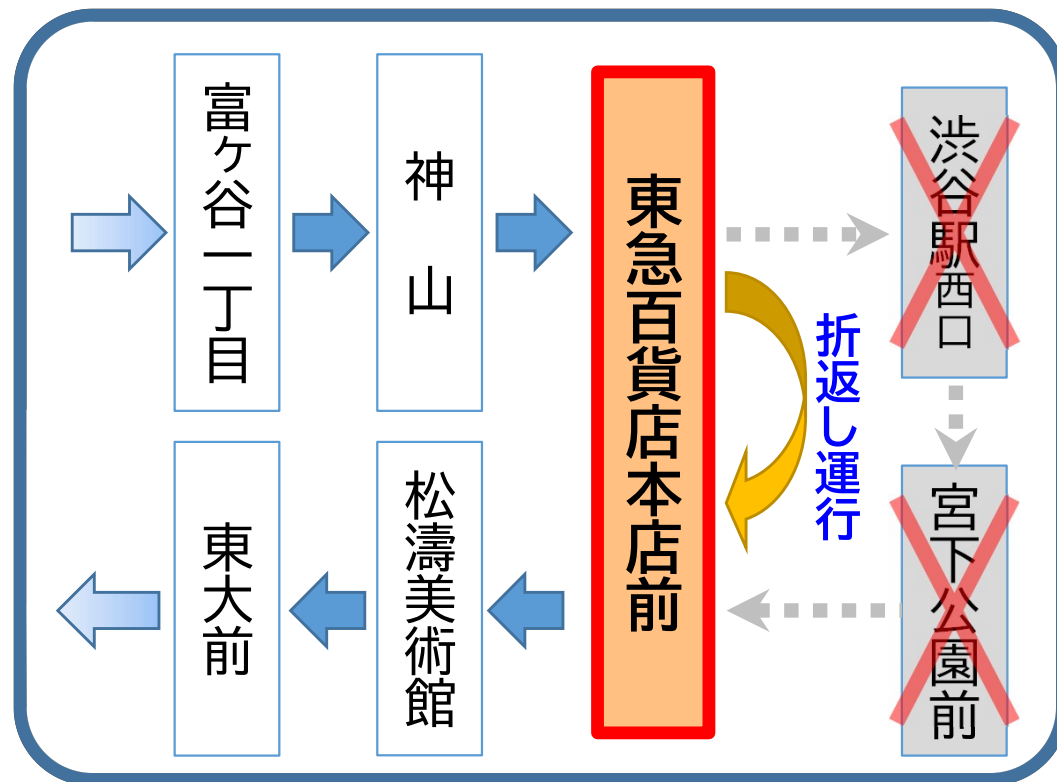 富ヶ谷一丁目
神山
東急百貨店本店前
渋谷駅西口
折返し運行
宮下公園前
松濤美術館
東大前